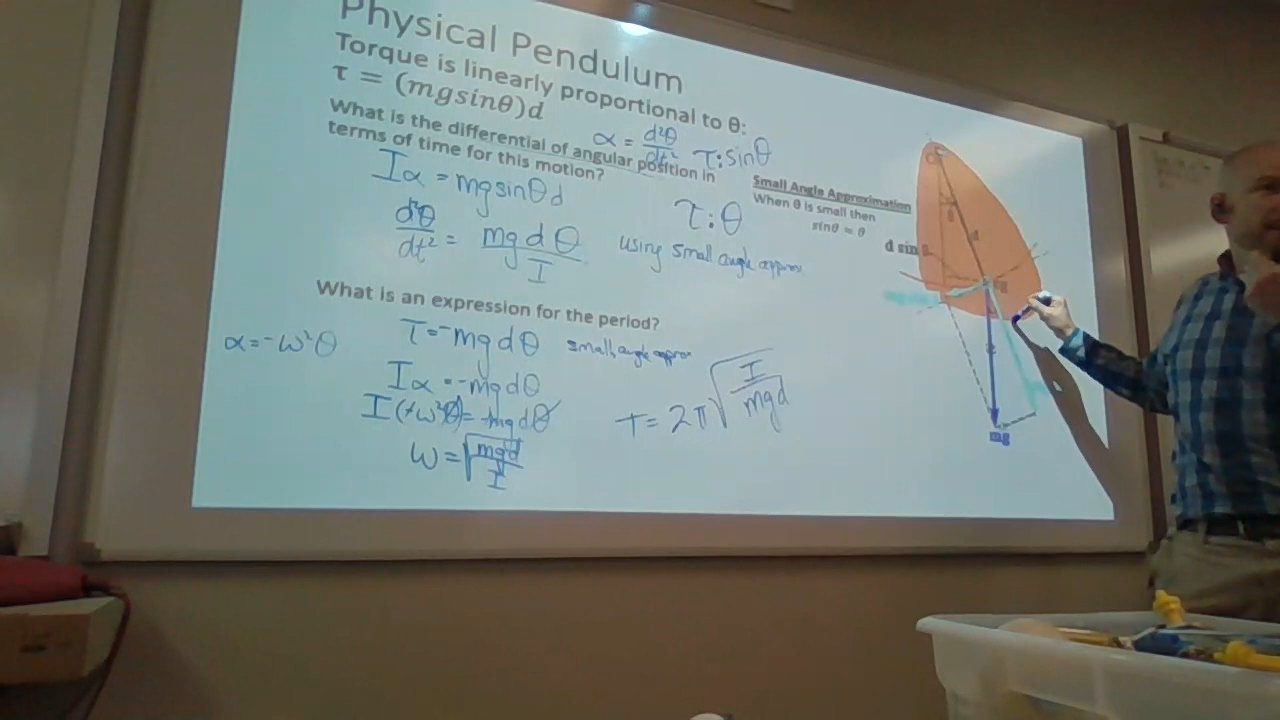 Physical Pendulum
Torque is linearly proportional to θ:
τ = (mgsinθ)d
What is the differential of angular position in
terms of time for this motion?
α = d²θ/dt² τ: sinθ
Iα = mgsinθd
τ: θ
d²θ/dt² = mgdθ/I using small angle approx
Small Angle Approximation
When θ is small then
sinθ ≈ θ
d sin
d
mg
What is an expression for the period?
α = -ω²θ
τ = -mgdθ small angle approx
Iα = -mgdθ
I(+ω²θ) = +mgdθ
ω = √(mgd/I)
T = 2π√(I/mgd)